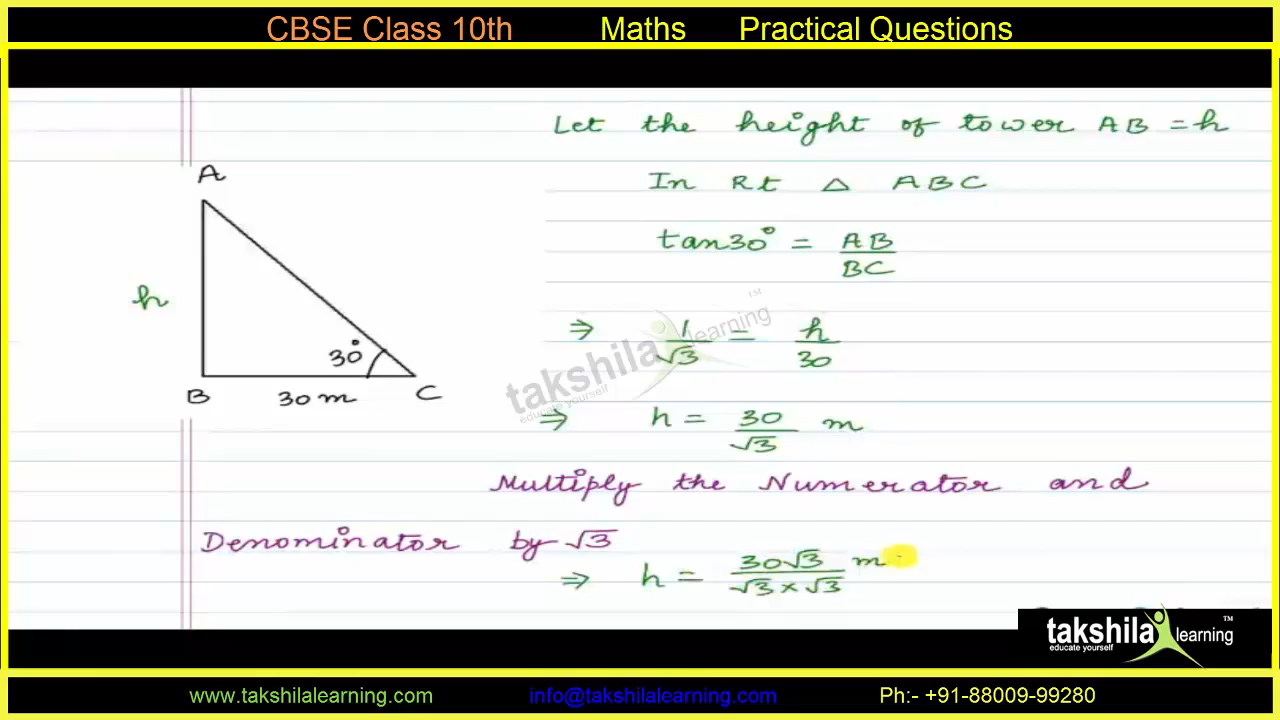 CBSE Class 10th Maths Practical Questions
Let the height of tower AB = h
In Rt △ ABC
A
tan30° = AB/BC
h
⇒ 1/√3 = h/30
30°
B 30 m C
⇒ h = 30/√3 m
Multiply the Numerator and
Denominator by √3
⇒ h = 30√3/√3×√3 m
takshila learning ™
educate yourself
takshila learning ™
educate yourself
www.takshilalearning.com info@takshilalearning.com Ph:- +91-88009-99280